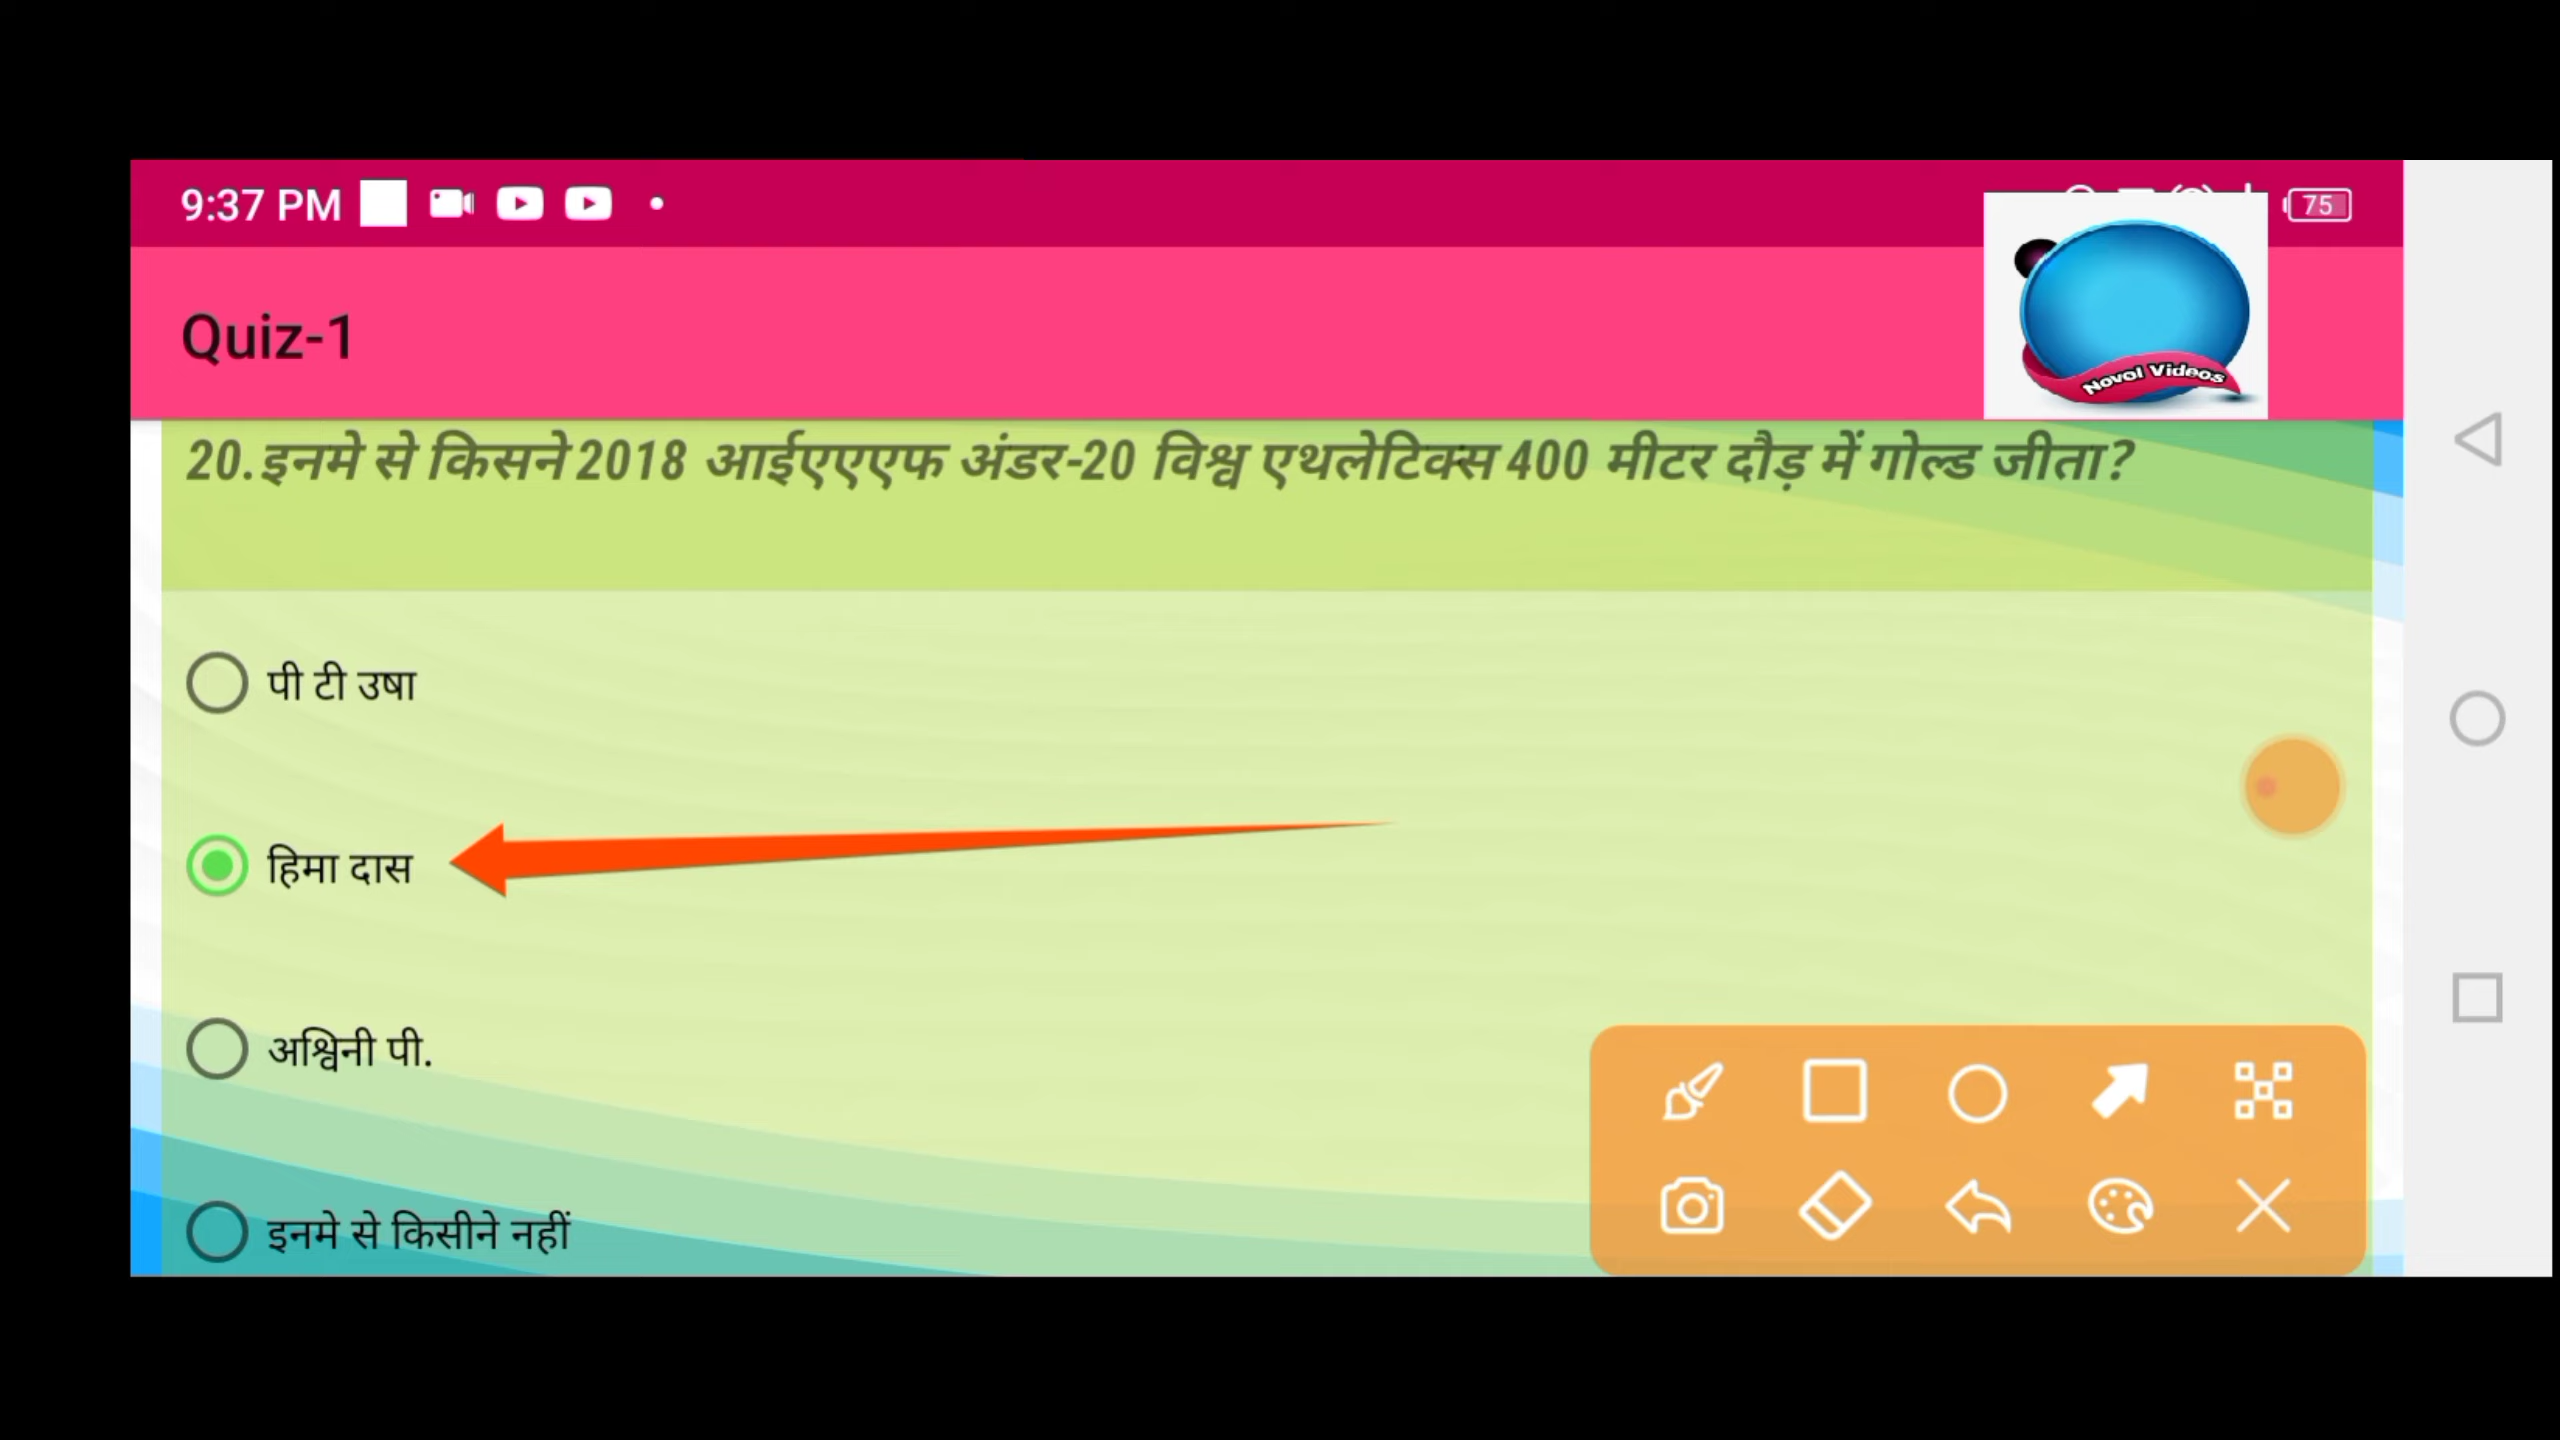 9:37 PM
75
Quiz-1
Novol Videos
20.इनमे से किसने 2018 आईएएएफ अंडर-20 विश्व एथलेटिक्स 400 मीटर दौड़ में गोल्ड जीता?
पी टी उषा
हिमा दास
अश्विनी पी.
इनमे से किसीने नहीं